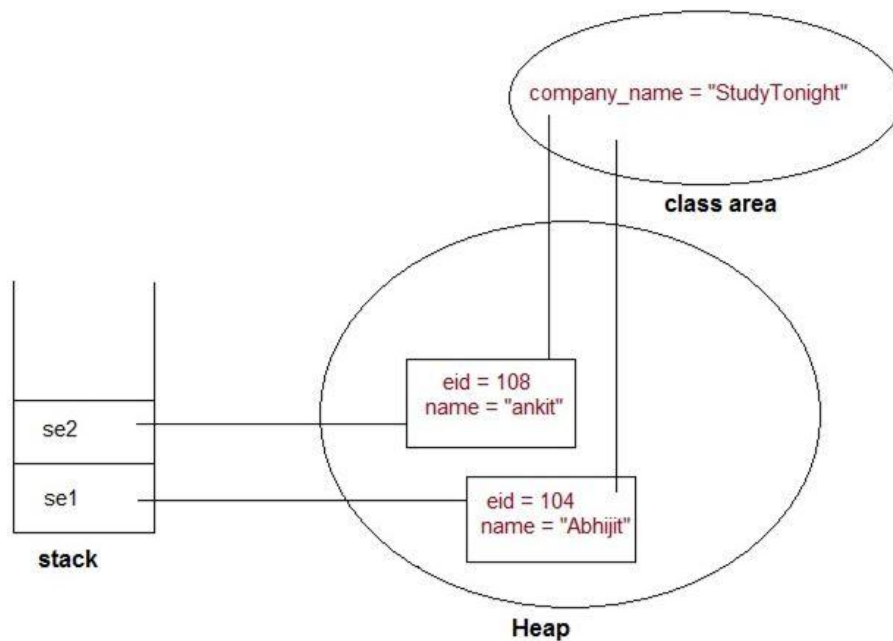 company_name = "StudyTonight"
class area
eid = 108
name = "ankit"
se2
se1
eid = 104
name = "Abhijit"
stack
Heap